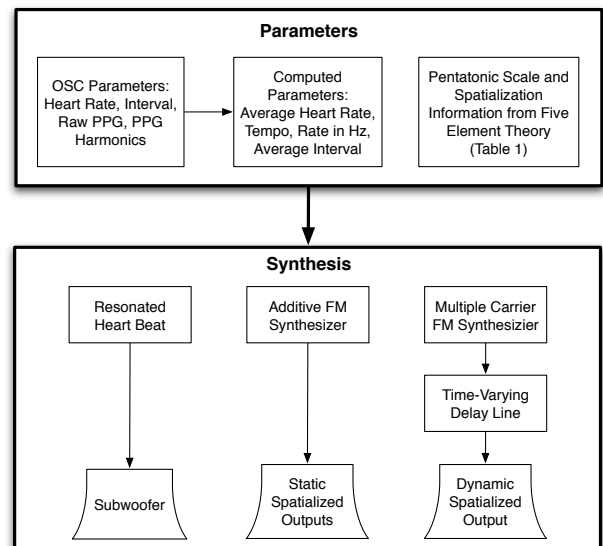 Parameters
OSC Parameters:
Heart Rate, Interval,
Raw PPG, PPG
Harmonics
Computed
Parameters:
Average Heart Rate,
Tempo, Rate in Hz,
Average Interval
Pentatonic Scale and
Spatialization
Information from Five
Element Theory
(Table 1)
Synthesis
Resonated
Heart Beat
Additive FM
Synthesizer
Multiple Carrier
FM Synthesizier
Time-Varying
Delay Line
Subwoofer
Static
Spatialized
Outputs
Dynamic
Spatialized
Output